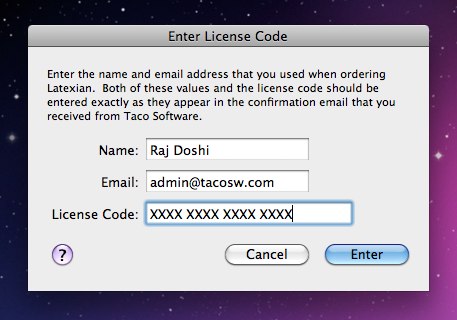 Enter License Code
Enter the name and email address that you used when ordering
Latexian. Both of these values and the license code should be
entered exactly as they appear in the confirmation email that you
received from Taco Software.
Name: Raj Doshi
Email: admin@tacosw.com
License Code: XXXX XXXX XXXX XXXX
? Cancel Enter